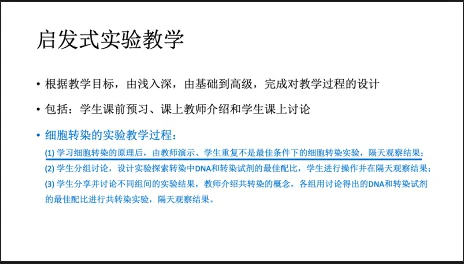 启发式实验教学
• 根据教学目标，由浅入深，由基础到高级，完成对教学过程的设计
• 包括：学生课前预习、课上教师介绍和学生课上讨论
• 细胞转染的实验教学过程：
(1) 学习细胞转染的原理后，由教师演示、学生重复不是最佳条件下的细胞转染实验，隔天观察结果；
(2) 学生分组讨论，设计实验探索转染中DNA和转染试剂的最佳配比，学生进行操作并在隔天观察结果；
(3) 学生分享并讨论不同组间的实验结果，教师介绍共转染的概念，各组用讨论得出的DNA和转染试剂
的最佳配比进行共转染实验，隔天观察结果。